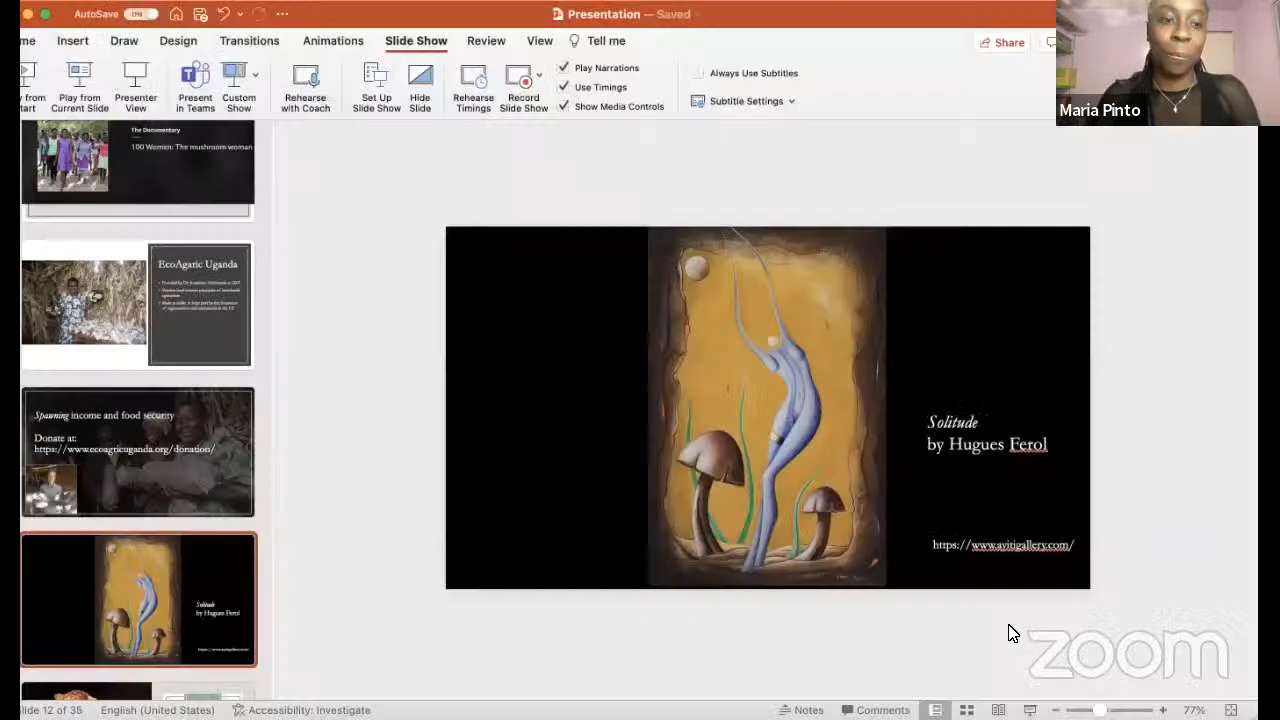 AutoSave
Presentation — Saved
me Insert Draw Design Transitions Animations Slide Show Review View Tell me
Share
Play from Current Slide
Presenter View
Present in Teams
Custom Show
Rehearse with Coach
Set Up Slide Show
Hide Slide
Rehearse Timings
Record Slide Show
Play Narrations
Use Timings
Show Media Controls
Always Use Subtitles
Subtitle Settings
Maria Pinto
The Documentary
100 Women: The mushroom woman
EcoAgaric Uganda
Spawning income and food security
Donate at:
https://www.ecoagricuganda.org/donation/
Solitude
by Hugues Ferol
https://www.ayitigallery.com/
Solitude
by Hugues Ferol
https://www.ayitigallery.com/
zoom
Slide 12 of 35 English (United States) Accessibility: Investigate
Notes Comments 77%